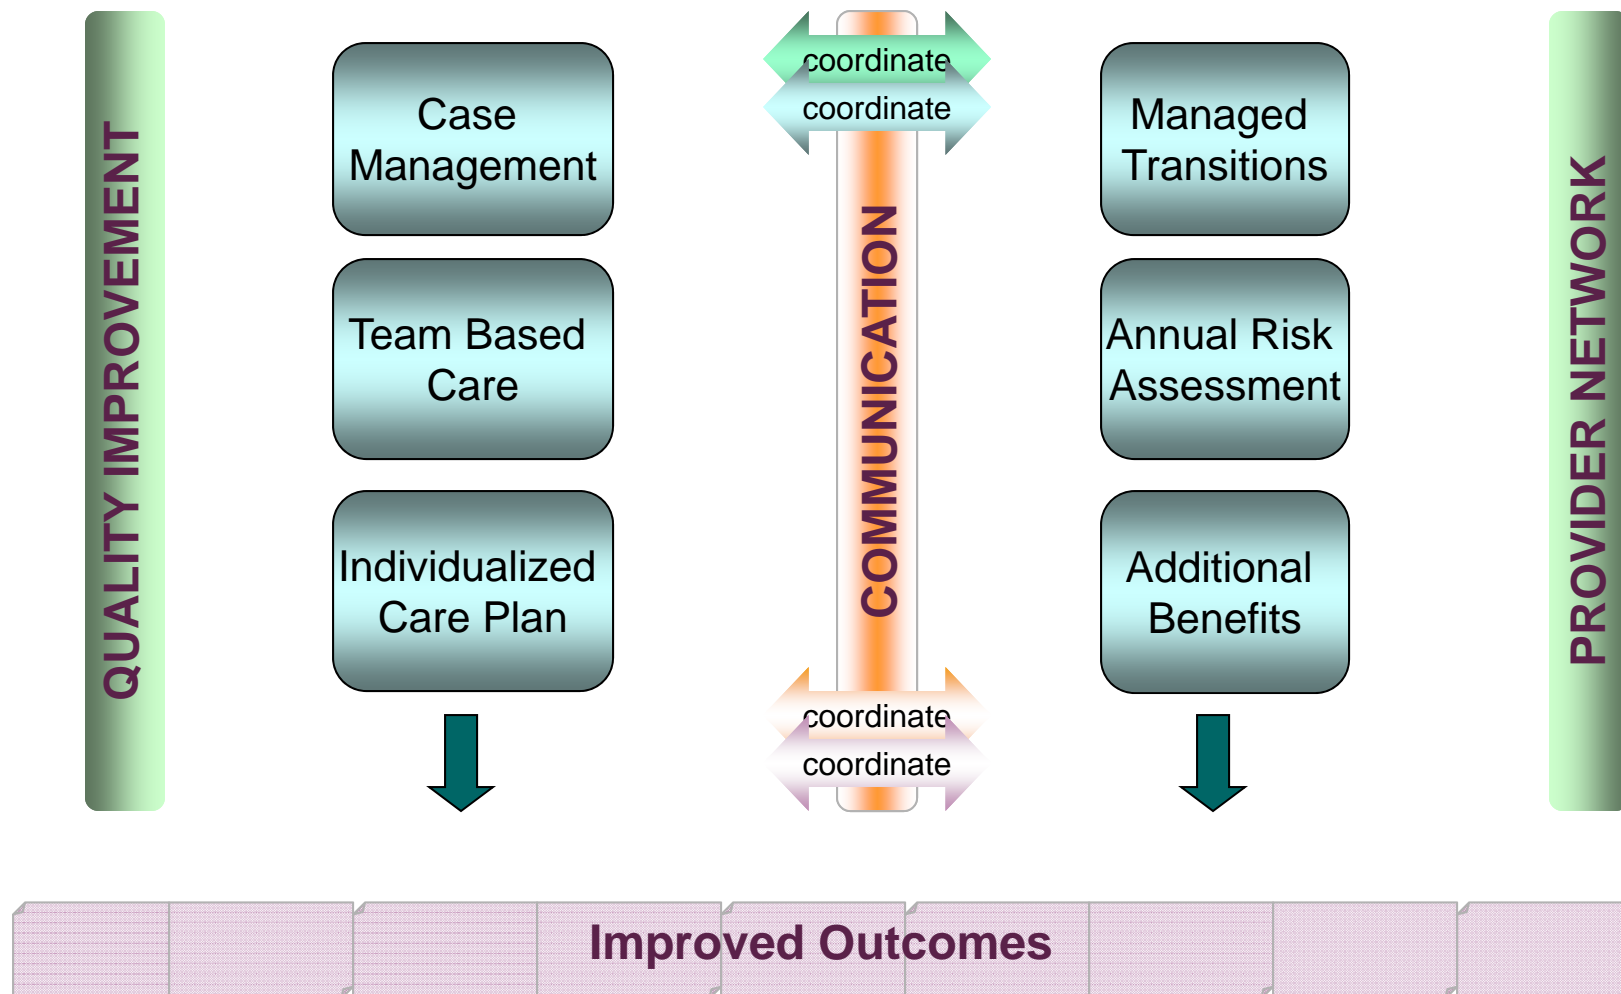 QUALITY IMPROVEMENT
Case
Management
Team Based
Care
Individualized
Care Plan
coordinate
coordinate
COMMUNICATION
coordinate
coordinate
Managed
Transitions
Annual Risk
Assessment
Additional
Benefits
PROVIDER NETWORK
Improved Outcomes